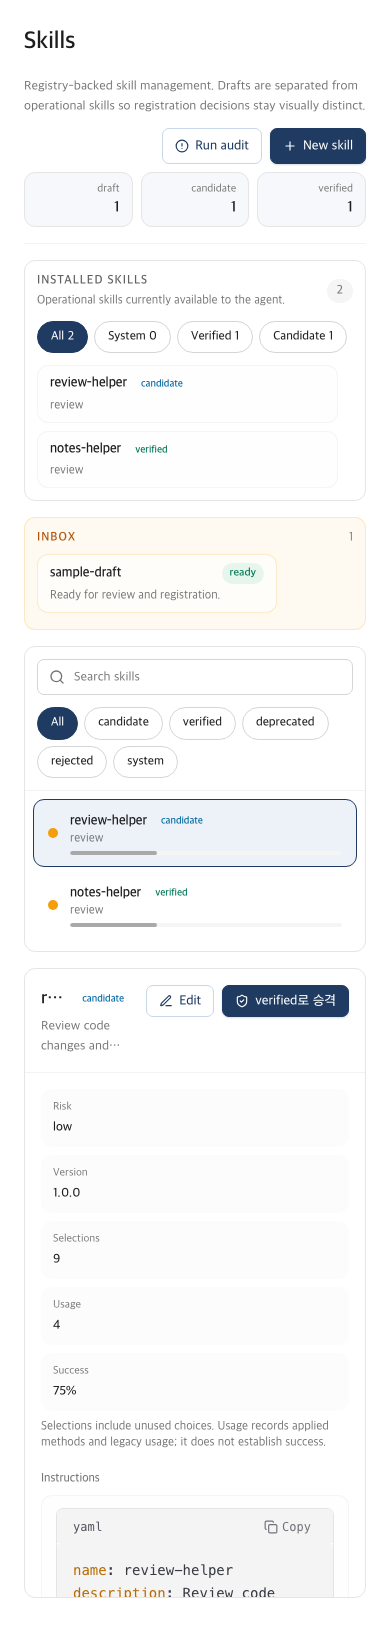 Skills
Registry-backed skill management. Drafts are separated from
operational skills so registration decisions stay visually distinct.
Run audit
New skill
draft
1
candidate
1
verified
1
INSTALLED SKILLS
Operational skills currently available to the agent.
2
All 2
System 0
Verified 1
Candidate 1
review-helper candidate
review
notes-helper verified
review
INBOX
1
sample-draft ready
Ready for review and registration.
Search skills
All
candidate
verified
deprecated
rejected
system
review-helper candidate
review
notes-helper verified
review
r··· candidate
Edit
verified로 승격
Review code
changes and···
Risk
low
Version
1.0.0
Selections
9
Usage
4
Success
75%
Selections include unused choices. Usage records applied
methods and legacy usage; it does not establish success.
Instructions
yaml
Copy
name: review-helper
description: Review code